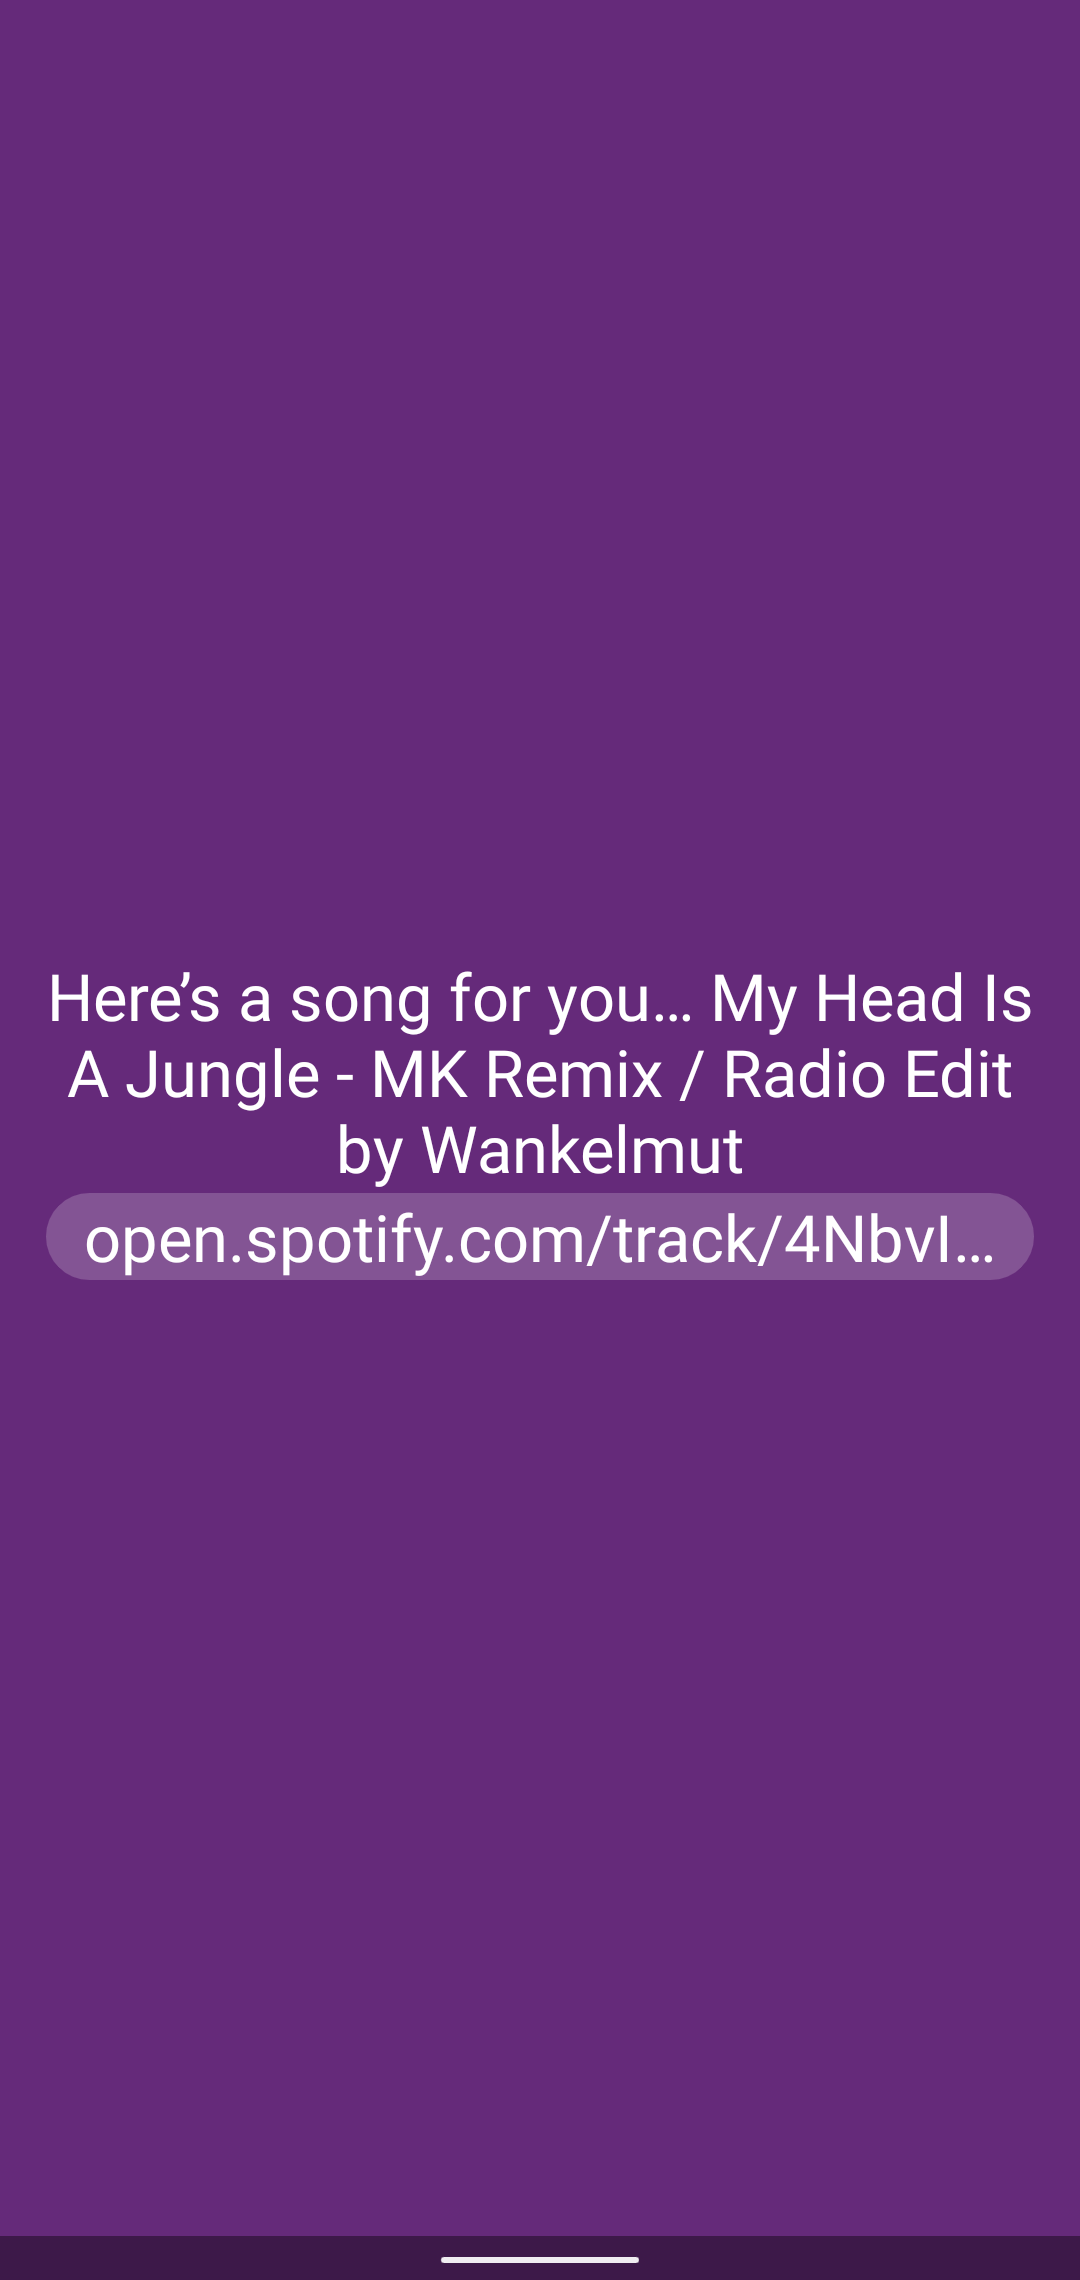 Here’s a song for you… My Head Is
A Jungle - MK Remix / Radio Edit
by Wankelmut
open.spotify.com/track/4NbvI…